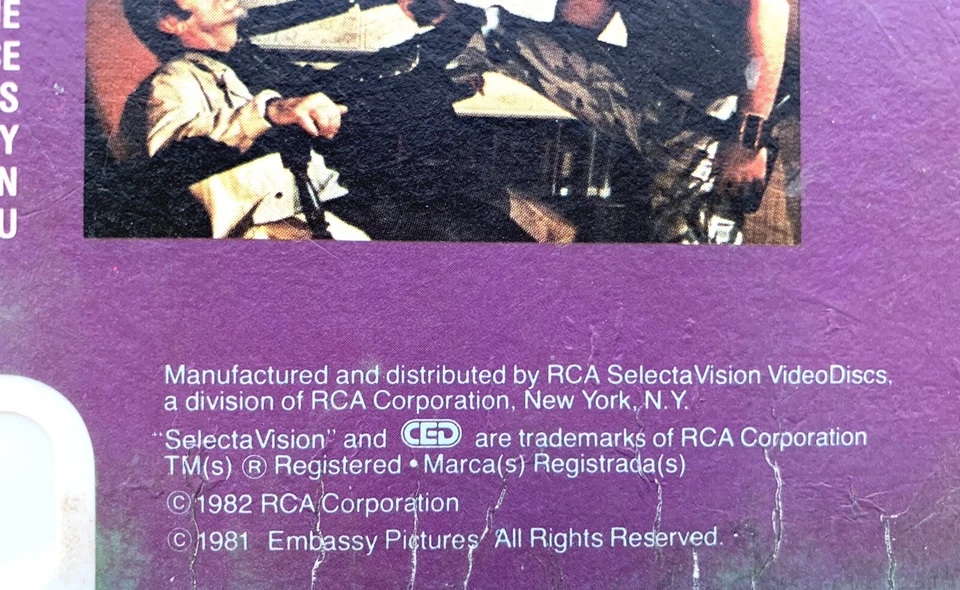 E
CE
S
Y
N
U
Manufactured and distributed by RCA SelectaVision VideoDiscs,
a division of RCA Corporation, New York, N.Y.
"SelectaVision" and CED are trademarks of RCA Corporation
TM(s) ® Registered • Marca(s) Registrada(s)
© 1982 RCA Corporation
© 1981 Embassy Pictures All Rights Reserved.